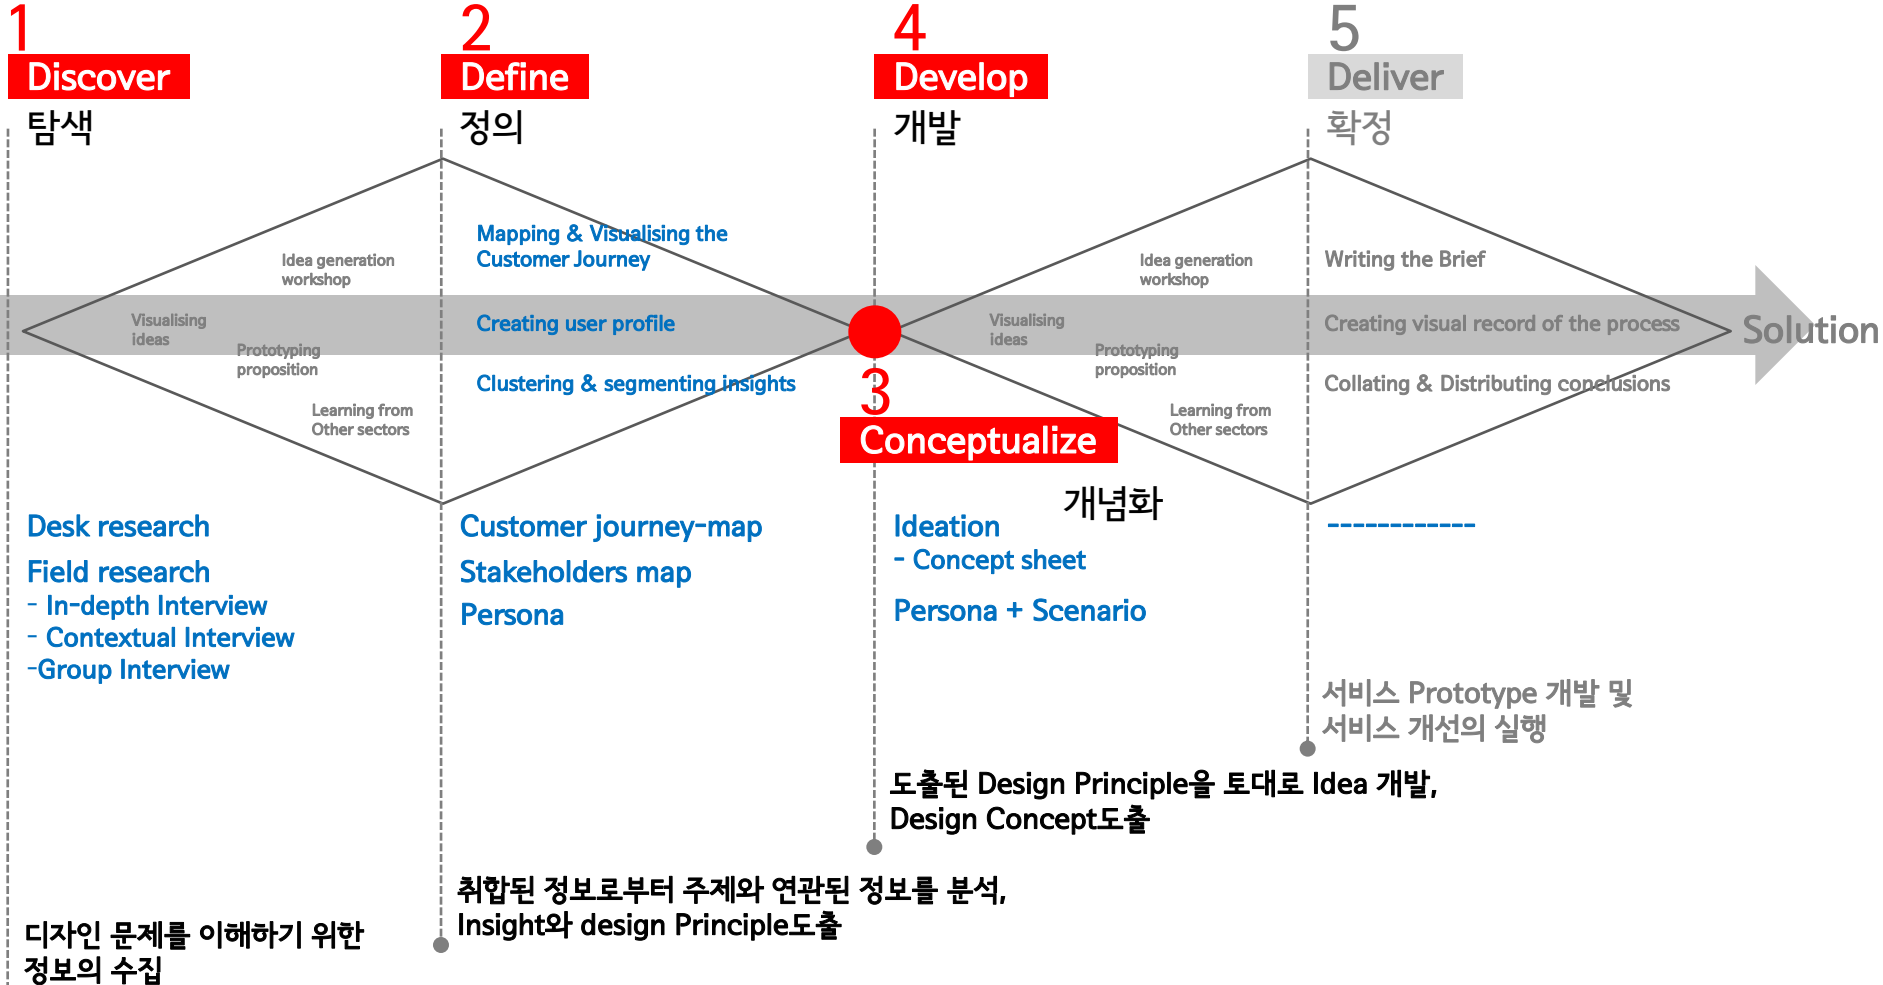 1
Discover
탐색
2
Define
정의
4
Develop
개발
5
Deliver
확정
Idea generation
workshop
Visualising
ideas
Prototyping
proposition
Learning from
Other sectors
Mapping & Visualising the
Customer Journey
Creating user profile
Clustering & segmenting insights
3
Conceptualize
개념화
Idea generation
workshop
Visualising
ideas
Prototyping
proposition
Learning from
Other sectors
Writing the Brief
Creating visual record of the process
Collating & Distributing conclusions
Solution
Desk research
Field research
- In-depth Interview
- Contextual Interview
-Group Interview
Customer journey-map
Stakeholders map
Persona
Ideation
- Concept sheet
Persona + Scenario
------------
서비스 Prototype 개발 및
서비스 개선의 실행
도출된 Design Principle을 토대로 Idea 개발,
Design Concept도출
취합된 정보로부터 주제와 연관된 정보를 분석,
Insight와 design Principle도출
디자인 문제를 이해하기 위한
정보의 수집